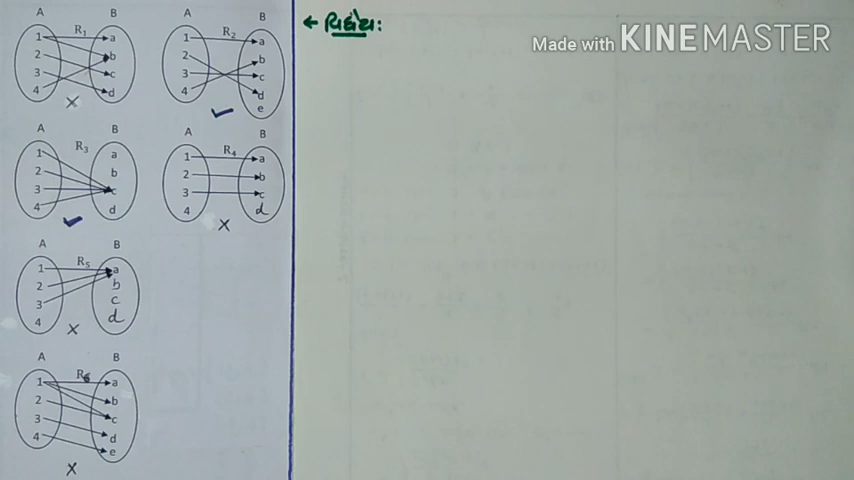 A B
R1
1 a
2 b
3 c
4 d
×
A B
R2
1 a
2 b
3 c
4 d
e
✓
← વિધેય:
Made with KINEMASTER
A B
R3
1 a
2 b
3 c
4 d
✓
A B
R4
1 a
2 b
3 c
4 d
×
A B
R5
1 a
2 b
3 c
4 d
×
A B
R6
1 a
2 b
3 c
4 d
e
×